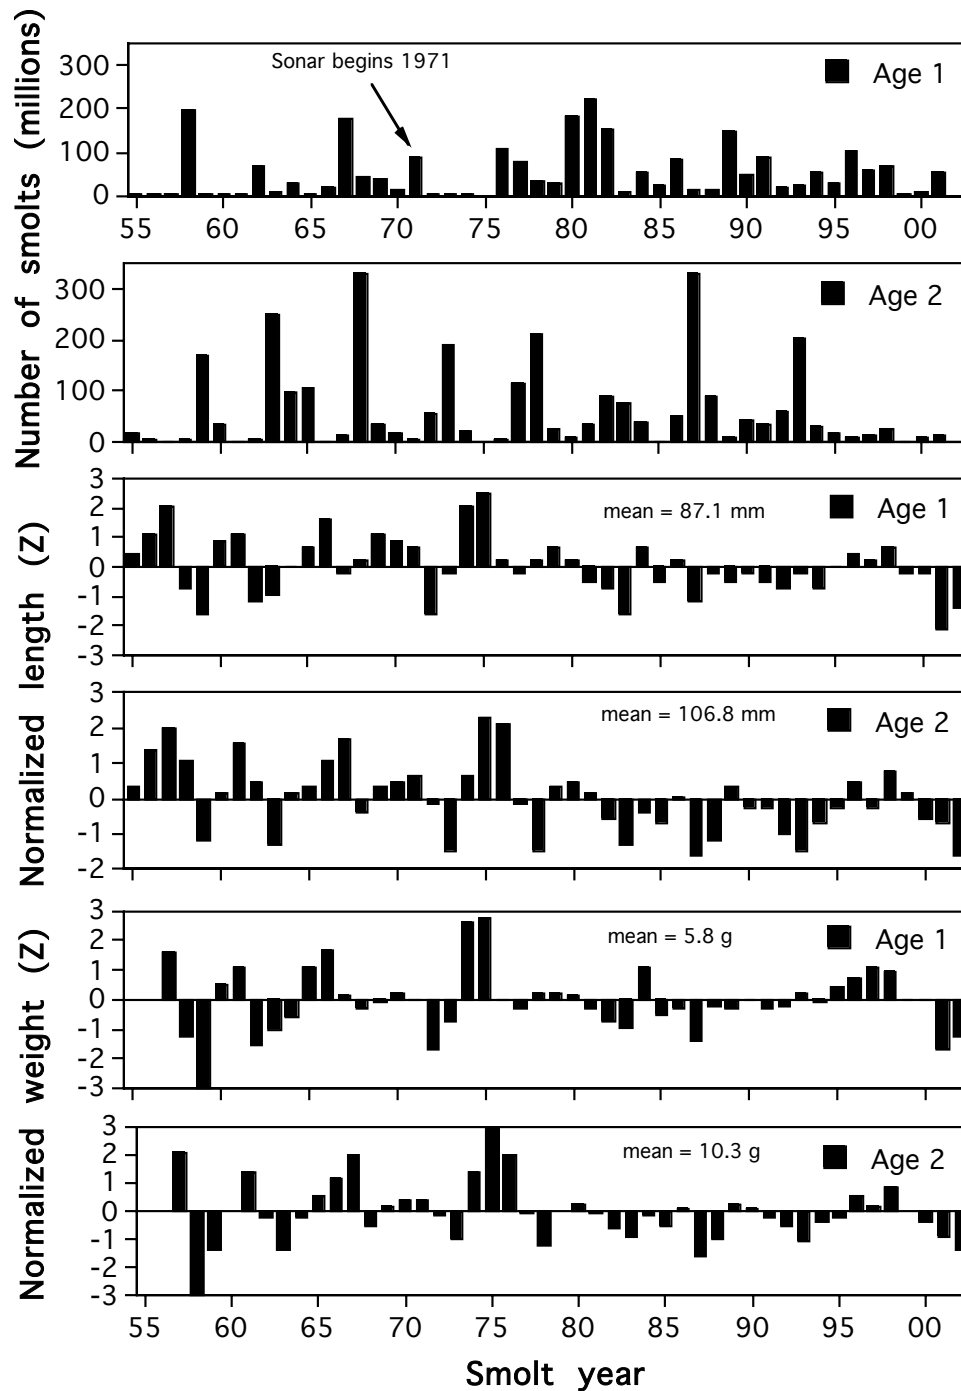 Number of smolts (millions)
Sonar begins 1971
Age 1
300
200
100
0
55 60 65 70 75 80 85 90 95 00
Age 2
300
200
100
0
Normalized length (Z)
mean = 87.1 mm
Age 1
3
2
1
0
-1
-2
-3
mean = 106.8 mm
Age 2
3
2
1
0
-1
-2
Normalized weight (Z)
mean = 5.8 g
Age 1
3
2
1
0
-1
-2
-3
mean = 10.3 g
Age 2
3
2
1
0
-1
-2
-3
55 60 65 70 75 80 85 90 95 00
Smolt year